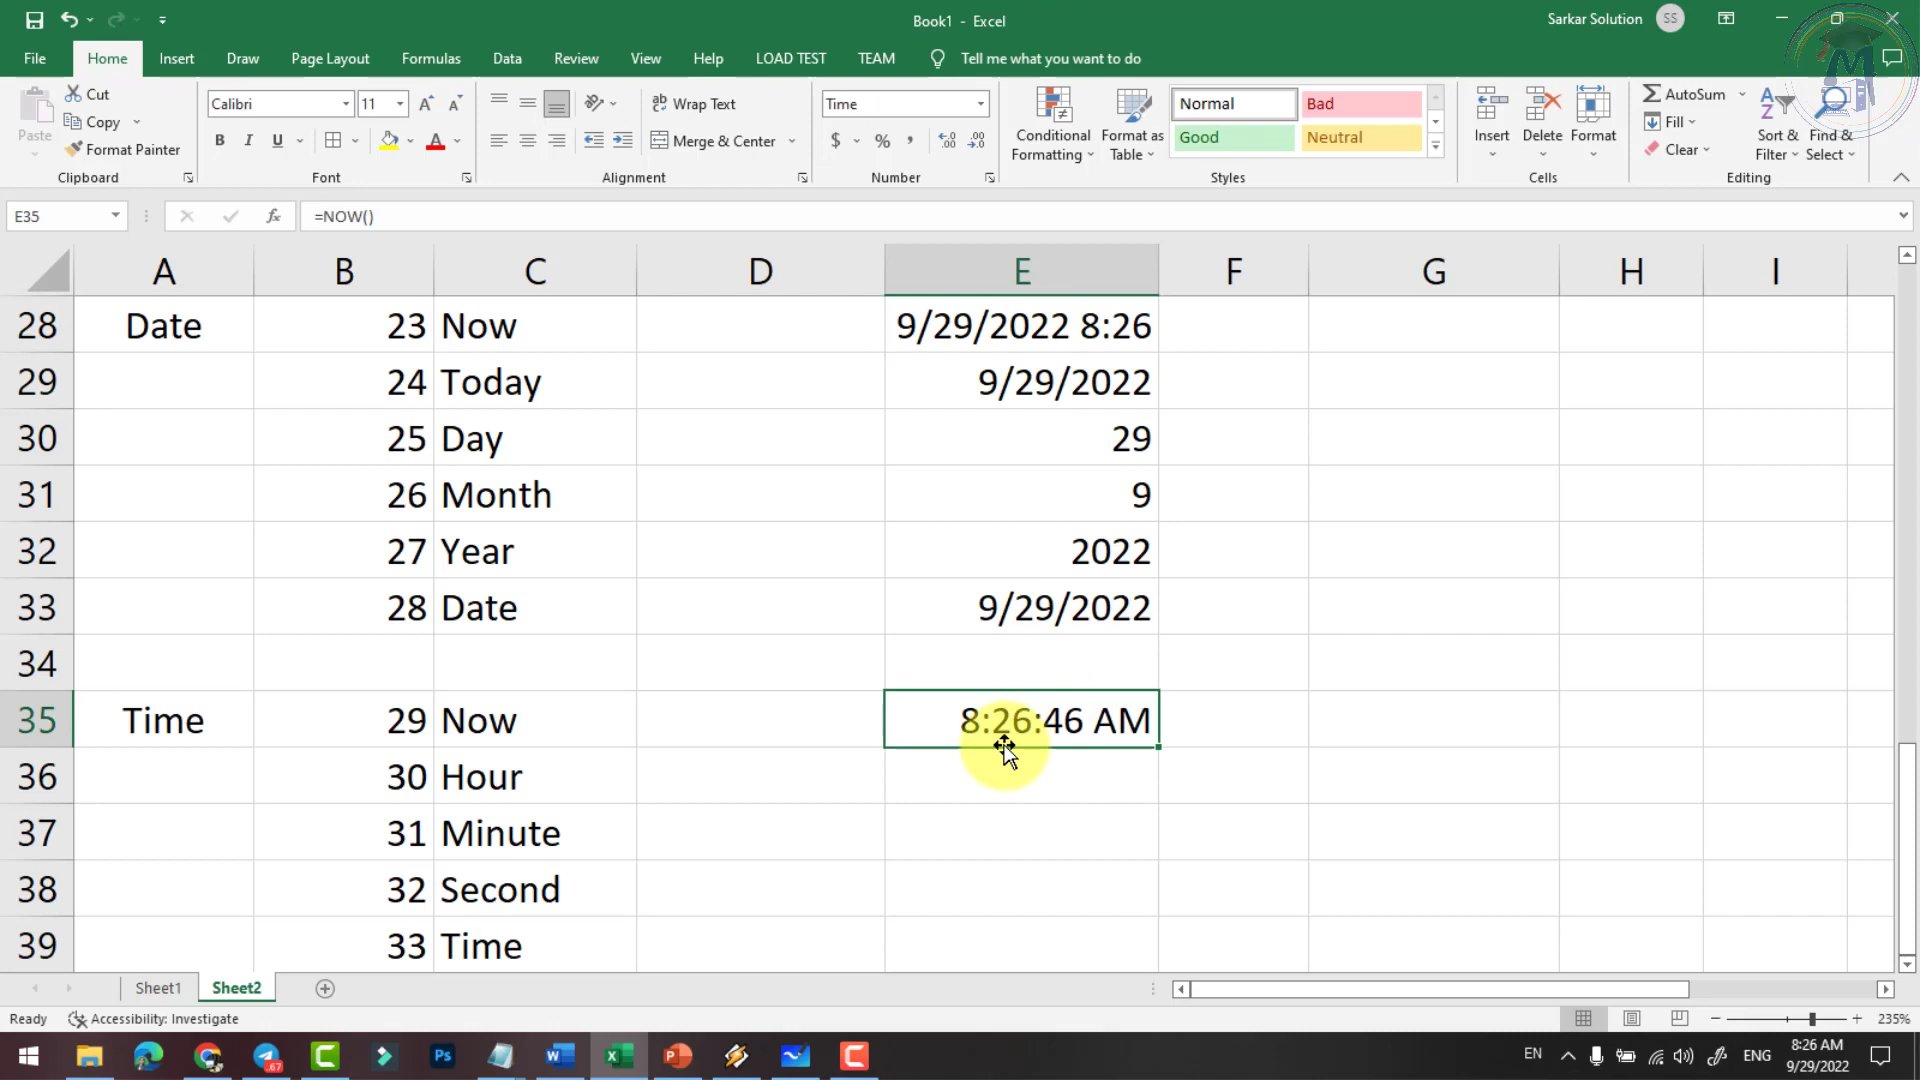 Book1 - Excel
Sarkar Solution SS
File Home Insert Draw Page Layout Formulas Data Review View Help LOAD TEST TEAM Tell me what you want to do
Paste
Cut
Copy
Format Painter
Clipboard
Calibri 11
B I U
Font
Wrap Text
Merge & Center
Alignment
Time
$ % ,
Number
Conditional Formatting
Format as Table
Normal Bad
Good Neutral
Styles
Insert Delete Format
Cells
AutoSum
Fill
Clear
Sort & Filter
Find & Select
Editing
E35 fx =NOW()
A B C D E F G H I
28 Date 23 Now 9/29/2022 8:26
29 24 Today 9/29/2022
30 25 Day 29
31 26 Month 9
32 27 Year 2022
33 28 Date 9/29/2022
34
35 Time 29 Now 8:26:46 AM
36 30 Hour
37 31 Minute
38 32 Second
39 33 Time
Sheet1 Sheet2
Ready Accessibility: Investigate 235%
EN ENG 8:26 AM
9/29/2022